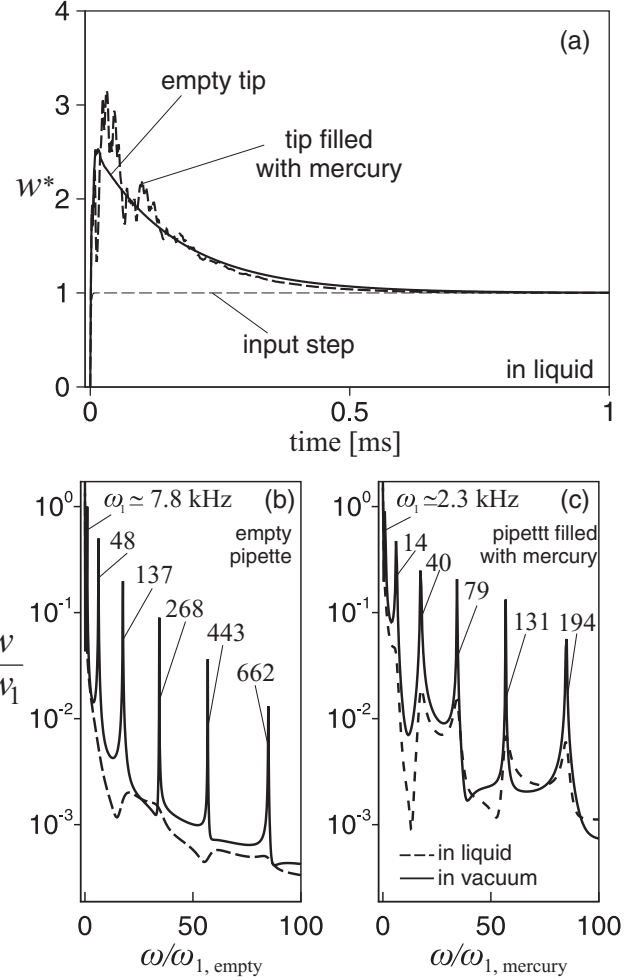 4
(a)
empty tip
3
tip filled
with mercury
w*
2
1
input step
in liquid
0
0
0.5
1
time [ms]
(b)
ω₁ ≃ 7.8 kHz
empty
pipette
10⁰
48
137
10⁻¹
268
443
662
v
w₁
10⁻²
10⁻³
0
50
100
ω/ω₁, empty
(c)
ω₁ ≃2.3 kHz
pipettt filled
with mercury
10⁰
14
40
79
10⁻¹
131
194
10⁻²
10⁻³
in liquid
in vacuum
0
50
100
ω/ω₁, mercury